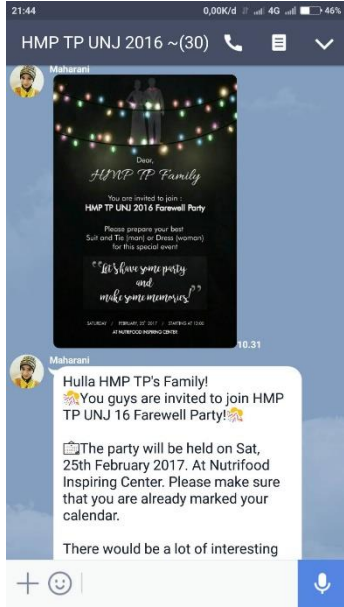 21:44
0,00K/d
4G
46%
HMP TP UNJ 2016 ~(30)
Maharani
Dear,
HMP TP Family
You are invited to join :
HMP TP UNJ 2016 Farewell Party
Please prepare your best
Suit and Tie (man) or Dress (woman)
for this special event
"Let's have some party
and
make some memories!"
SATURDAY / FEBRUARY, 25th 2017 / STARTING AT 13:00
AT NUTRIFOOD INSPIRING CENTER
10.31
Maharani
Hulla HMP TP's Family!
🎊You guys are invited to join HMP
TP UNJ 16 Farewell Party!🎊
The party will be held on Sat,
25th February 2017. At Nutrifood
Inspiring Center. Please make sure
that you are already marked your
calendar.
There would be a lot of interesting